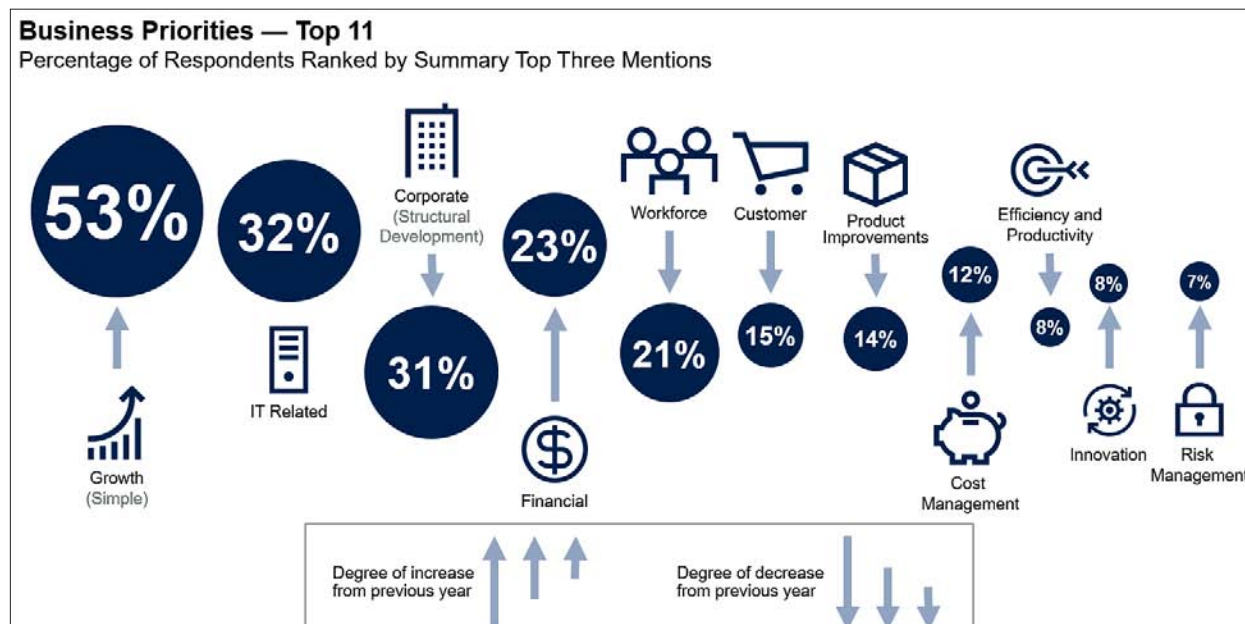 Business Priorities — Top 11
Percentage of Respondents Ranked by Summary Top Three Mentions
53%
Growth
(Simple)
32%
IT Related
Corporate
(Structural
Development)
31%
23%
Financial
Workforce
21%
Customer
15%
Product
Improvements
14%
12%
Cost
Management
Efficiency and
Productivity
8%
8%
Innovation
7%
Risk
Management
Degree of increase
from previous year
Degree of decrease
from previous year